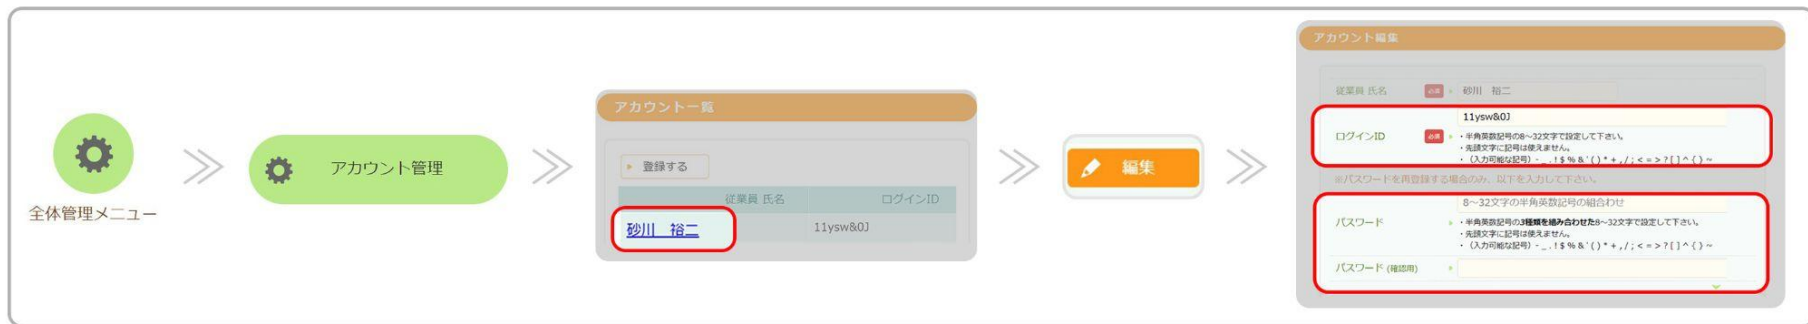 全体管理メニュー
アカウント管理
アカウント一覧
登録する
従業員 氏名 ログインID
砂川 裕二 11ysw&0J
編集
アカウント編集
従業員 氏名 必須 砂川 裕二
11ysw&0J
ログインID 必須 ・半角英数記号の8～32文字で設定して下さい。
・先頭文字に記号は使えません。
・（入力可能な記号）- _ . ! $ % & ' ( ) * + , / ; < = > ? [ ] ^ { } ~
※パスワードを再登録する場合のみ、以下を入力して下さい。
8～32文字の半角英数記号の組合わせ
パスワード ・半角英数記号の3種類を組み合わせた8～32文字で設定して下さい。
・先頭文字に記号は使えません。
・（入力可能な記号）- _ . ! $ % & ' ( ) * + , / ; < = > ? [ ] ^ { } ~
パスワード (確認用)